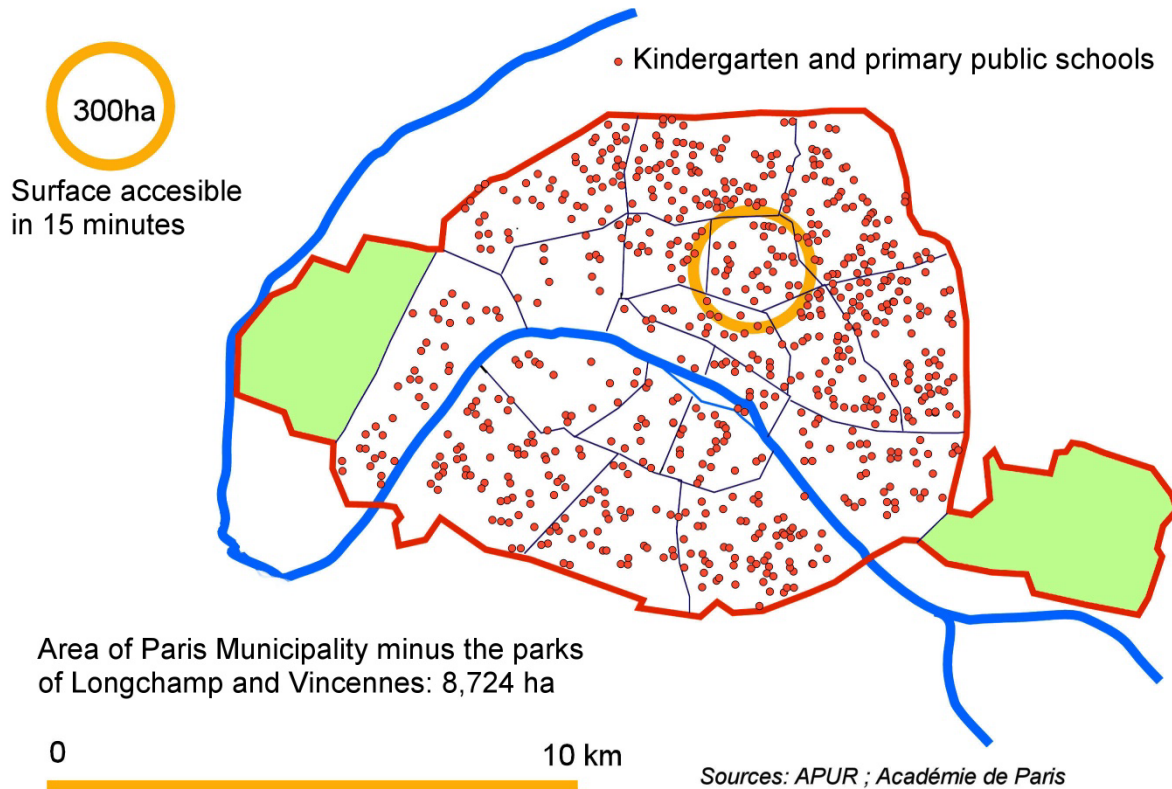 Kindergarten and primary public schools
300ha
Surface accesible
in 15 minutes
Area of Paris Municipality minus the parks
of Longchamp and Vincennes: 8,724 ha
0 10 km
Sources: APUR ; Académie de Paris